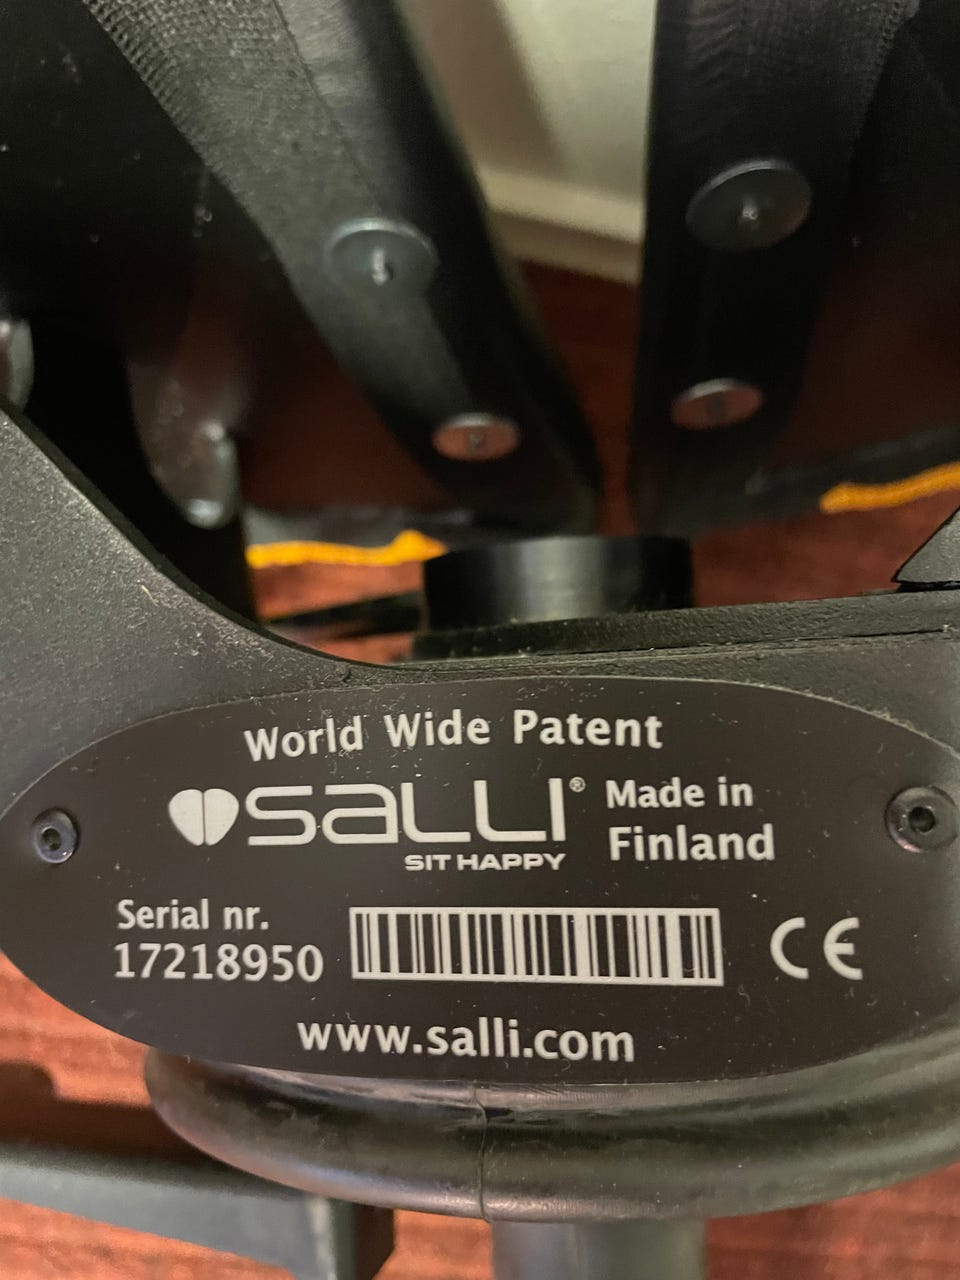 World Wide Patent
SALLI® Made in
SIT HAPPY Finland
Serial nr.
17218950
CE
www.salli.com